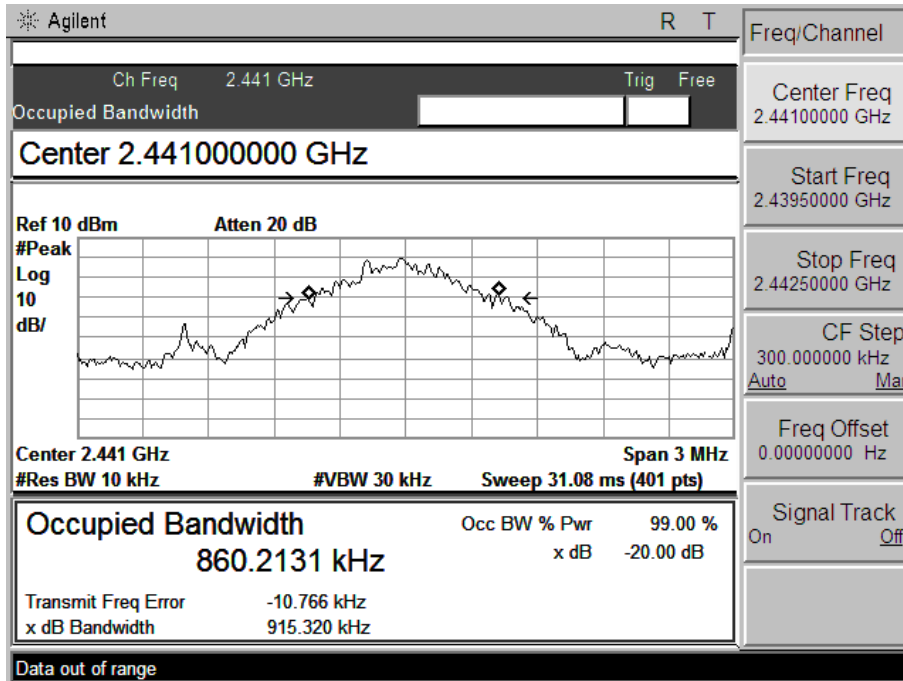 Agilent R T
Ch Freq 2.441 GHz Trig Free
Occupied Bandwidth
Center 2.441000000 GHz
Ref 10 dBm Atten 20 dB
#Peak
Log
10
dB/
Center 2.441 GHz Span 3 MHz
#Res BW 10 kHz #VBW 30 kHz Sweep 31.08 ms (401 pts)
Occupied Bandwidth Occ BW % Pwr 99.00 %
860.2131 kHz x dB -20.00 dB
Transmit Freq Error -10.766 kHz
x dB Bandwidth 915.320 kHz
Data out of range
Freq/Channel
Center Freq
2.44100000 GHz
Start Freq
2.43950000 GHz
Stop Freq
2.44250000 GHz
CF Step
300.000000 kHz
Auto Ma
Freq Offset
0.00000000 Hz
Signal Track
On Off